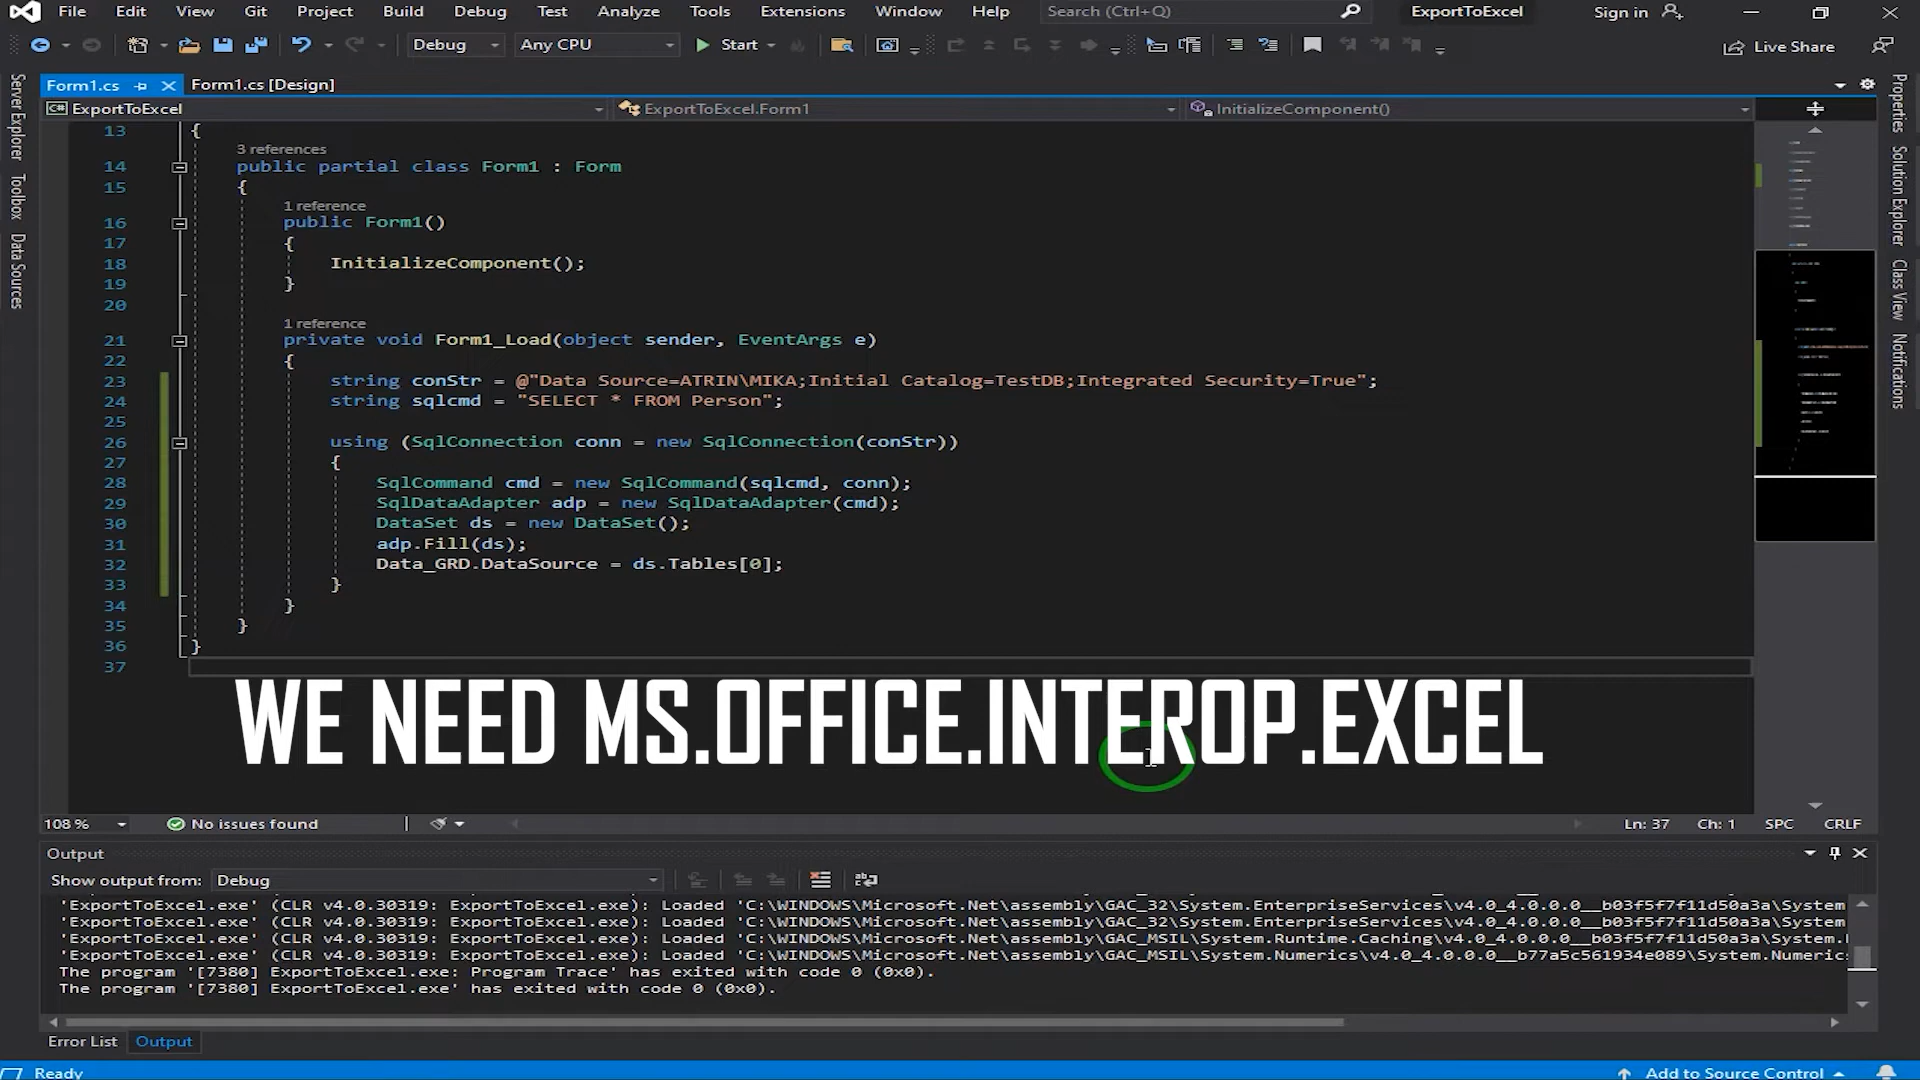 File Edit View Git Project Build Debug Test Analyze Tools Extensions Window Help Search (Ctrl+Q) ExportToExcel Sign in
Debug Any CPU Start Live Share
Form1.cs Form1.cs [Design]
ExportToExcel ExportToExcel.Form1 InitializeComponent()
Server Explorer
Toolbox
Data Sources
Properties
Solution Explorer
Class View
Notifications
13 {
3 references
14 public partial class Form1 : Form
15 {
1 reference
16 public Form1()
17 {
18 InitializeComponent();
19 }
20
1 reference
21 private void Form1_Load(object sender, EventArgs e)
22 {
23 string conStr = @"Data Source=ATRIN\MIKA;Initial Catalog=TestDB;Integrated Security=True";
24 string sqlcmd = "SELECT * FROM Person";
25
26 using (SqlConnection conn = new SqlConnection(conStr))
27 {
28 SqlCommand cmd = new SqlCommand(sqlcmd, conn);
29 SqlDataAdapter adp = new SqlDataAdapter(cmd);
30 DataSet ds = new DataSet();
31 adp.Fill(ds);
32 Data_GRD.DataSource = ds.Tables[0];
33 }
34 }
35 }
36 }
37
WE NEED MS.OFFICE.INTEROP.EXCEL
108 % No issues found Ln: 37 Ch: 1 SPC CRLF
Output
Show output from: Debug
'ExportToExcel.exe' (CLR v4.0.30319: ExportToExcel.exe): Loaded 'C:\WINDOWS\Microsoft.Net\assembly\GAC_32\System.EnterpriseServices\v4.0_4.0.0.0__b03f5f7f11d50a3a\System
'ExportToExcel.exe' (CLR v4.0.30319: ExportToExcel.exe): Loaded 'C:\WINDOWS\Microsoft.Net\assembly\GAC_32\System.EnterpriseServices\v4.0_4.0.0.0__b03f5f7f11d50a3a\System
'ExportToExcel.exe' (CLR v4.0.30319: ExportToExcel.exe): Loaded 'C:\WINDOWS\Microsoft.Net\assembly\GAC_MSIL\System.Runtime.Caching\v4.0_4.0.0.0__b03f5f7f11d50a3a\System.
'ExportToExcel.exe' (CLR v4.0.30319: ExportToExcel.exe): Loaded 'C:\WINDOWS\Microsoft.Net\assembly\GAC_MSIL\System.Numerics\v4.0_4.0.0.0__b77a5c561934e089\System.Numerics
The program '[7380] ExportToExcel.exe: Program Trace' has exited with code 0 (0x0).
The program '[7380] ExportToExcel.exe' has exited with code 0 (0x0).
Error List Output
Ready Add to Source Control